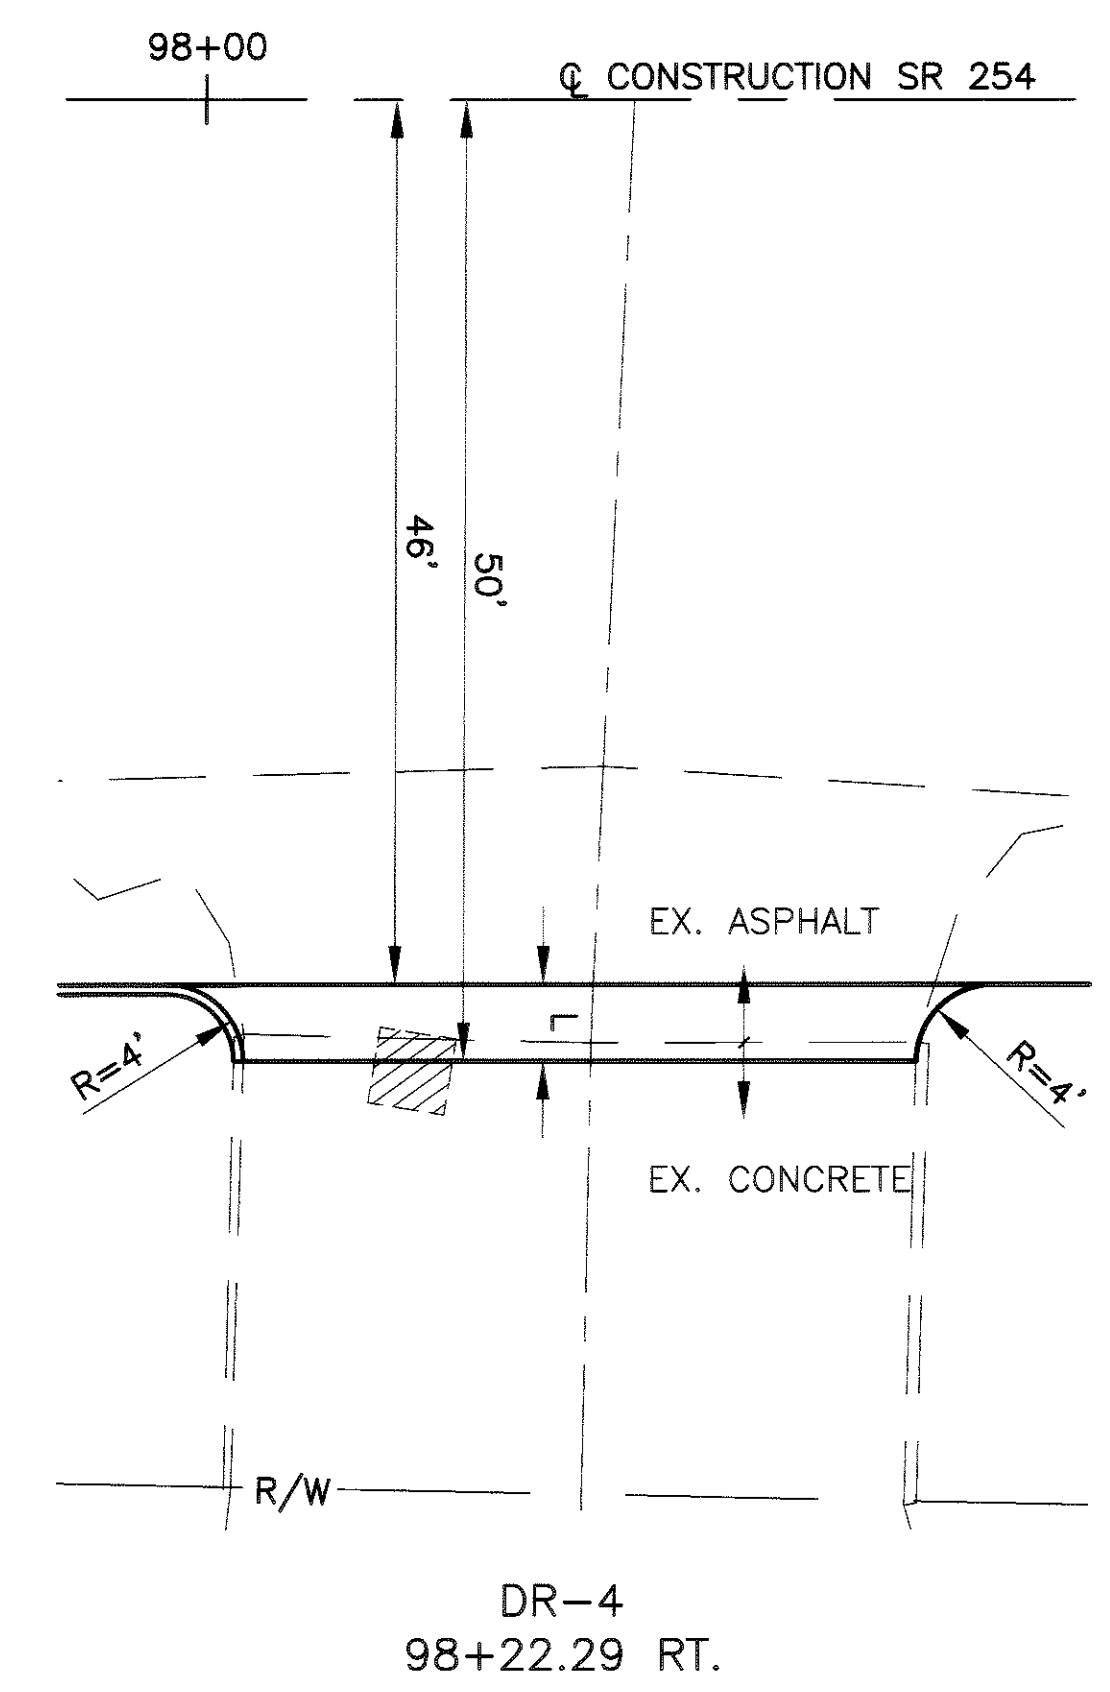 98+00
℄ CONSTRUCTION SR 254
46'
50'
EX. ASPHALT
L
R=4'
R=4'
EX. CONCRETE
R/W
DR-4
98+22.29 RT.